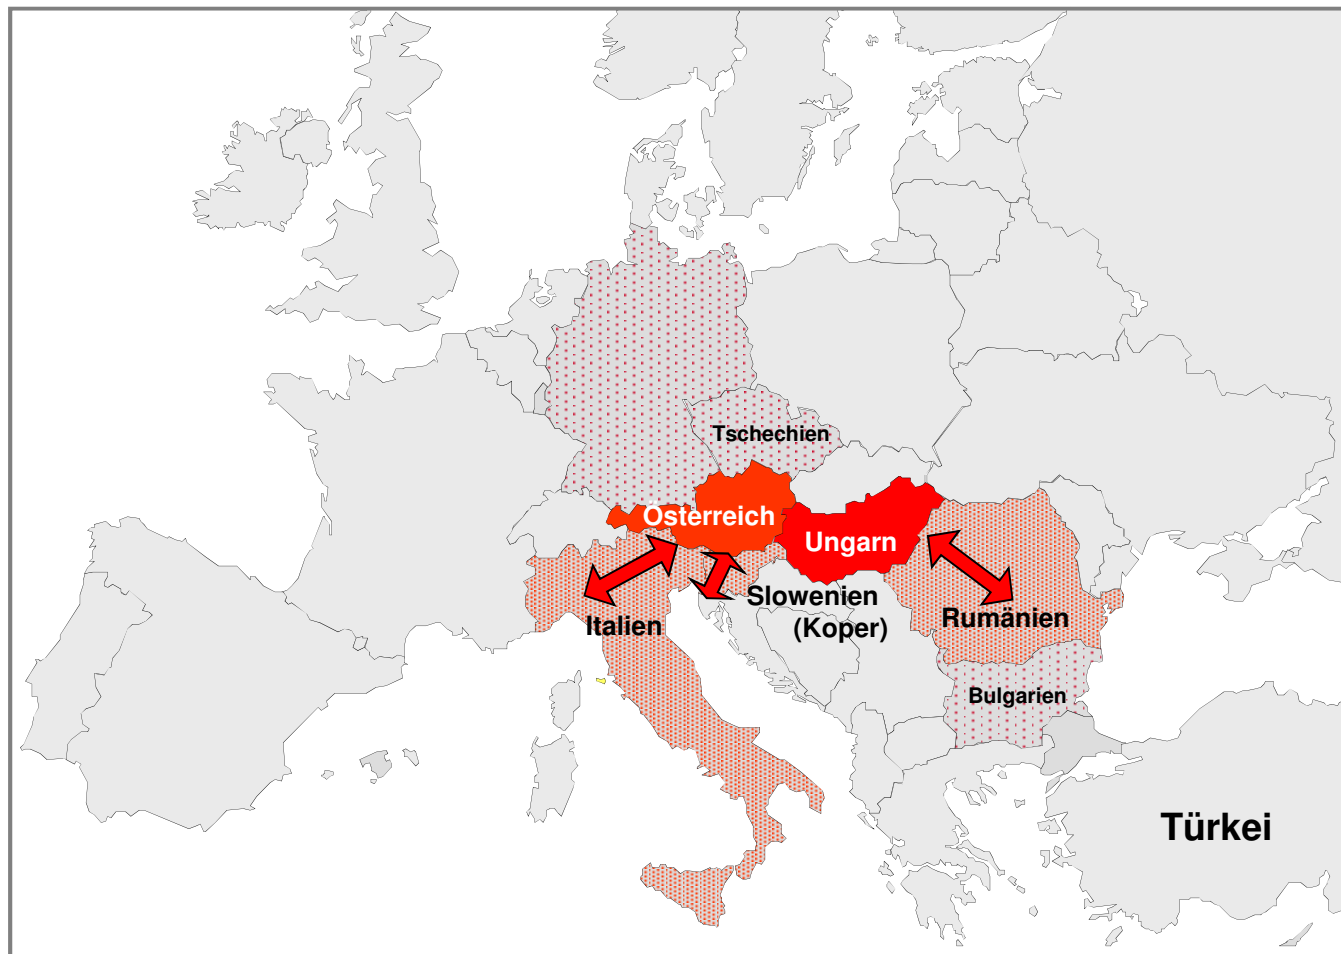 Tschechien
Österreich
Ungarn
Slowenien
(Koper)
Italien
Rumänien
Bulgarien
Türkei